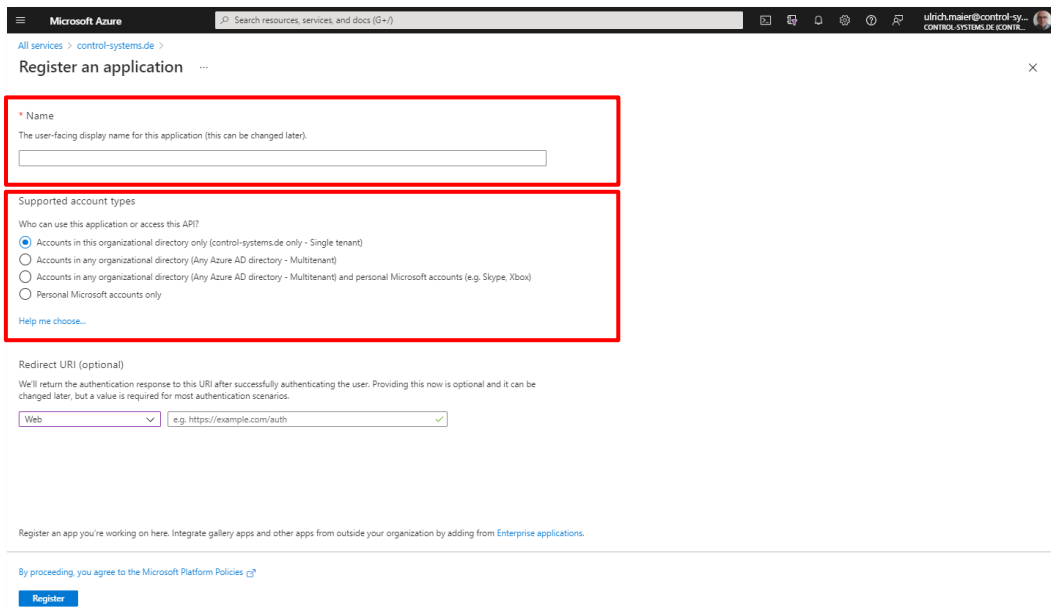 Microsoft Azure
Search resources, services, and docs (G+/)
ulrich.maier@control-sy...
CONTROL-SYSTEMS.DE (CONTR...
All services > control-systems.de >
Register an application ...
* Name
The user-facing display name for this application (this can be changed later).
Supported account types
Who can use this application or access this API?
Accounts in this organizational directory only (control-systems.de only - Single tenant)
Accounts in any organizational directory (Any Azure AD directory - Multitenant)
Accounts in any organizational directory (Any Azure AD directory - Multitenant) and personal Microsoft accounts (e.g. Skype, Xbox)
Personal Microsoft accounts only
Help me choose...
Redirect URI (optional)
We'll return the authentication response to this URI after successfully authenticating the user. Providing this now is optional and it can be
changed later, but a value is required for most authentication scenarios.
Web
e.g. https://example.com/auth
Register an app you're working on here. Integrate gallery apps and other apps from outside your organization by adding from Enterprise applications.
By proceeding, you agree to the Microsoft Platform Policies
Register